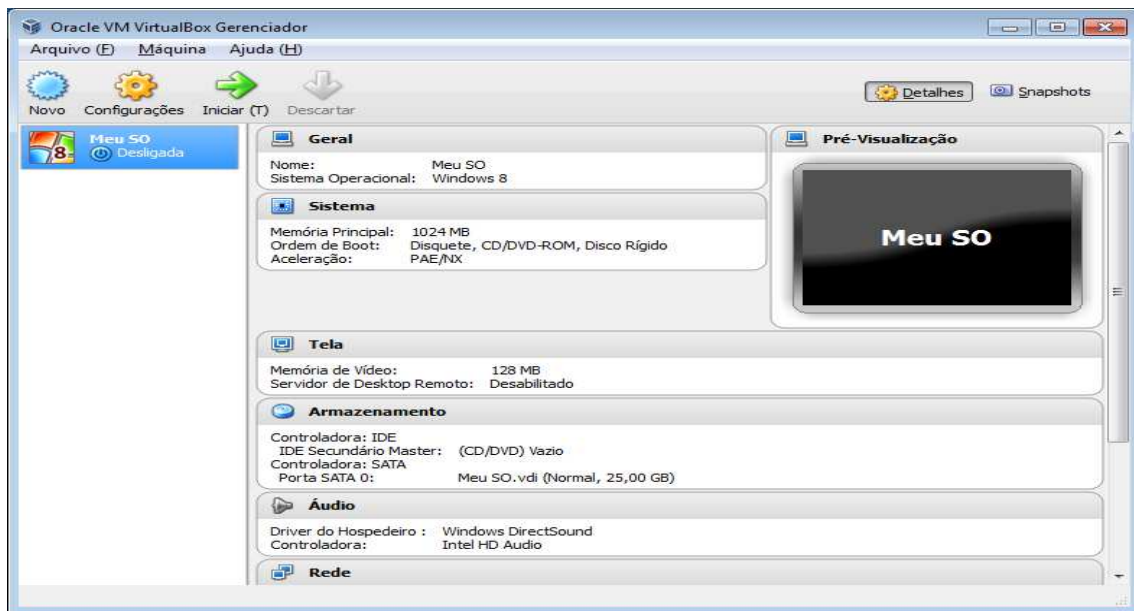 Oracle VM VirtualBox Gerenciador
Arquivo (F) Máquina Ajuda (H)
Novo Configurações Iniciar (T) Descartar Detalhes Snapshots
Meu SO
Desligada
8
Geral
Nome: Meu SO
Sistema Operacional: Windows 8
Sistema
Memória Principal: 1024 MB
Ordem de Boot: Disquete, CD/DVD-ROM, Disco Rígido
Aceleração: PAE/NX
Pré-Visualização
Meu SO
Tela
Memória de Vídeo: 128 MB
Servidor de Desktop Remoto: Desabilitado
Armazenamento
Controladora: IDE
IDE Secundário Master: (CD/DVD) Vazio
Controladora: SATA
Porta SATA 0: Meu SO.vdi (Normal, 25,00 GB)
Áudio
Driver do Hospedeiro : Windows DirectSound
Controladora: Intel HD Audio
Rede